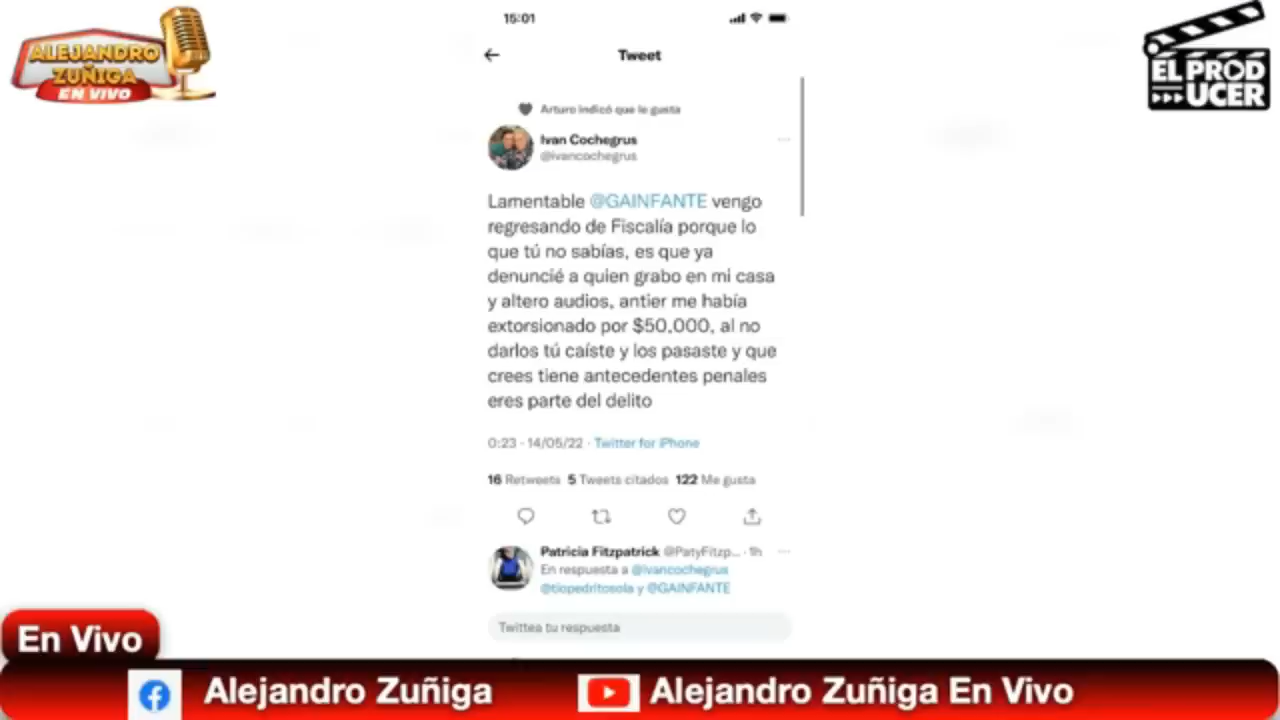 15:01
ALEJANDRO
ZUÑIGA
EN VIVO
EL PROD
UCER
Tweet
Arturo indicó que le gusta
Ivan Cochegrus
@ivancochegrus
Lamentable @GAINFANTE vengo
regresando de Fiscalía porque lo
que tú no sabías, es que ya
denuncié a quien grabo en mi casa
y altero audios, antier me había
extorsionado por $50,000, al no
darlos tú caíste y los pasaste y que
crees tiene antecedentes penales
eres parte del delito
0:23 · 14/05/22 · Twitter for iPhone
16 Retweets 5 Tweets citados 122 Me gusta
Patricia Fitzpatrick @PatyFitzp... · 1h
En respuesta a @ivancochegrus
@tiopedritosola y @GAINFANTE
Twittea tu respuesta
En Vivo
Alejandro Zuñiga
Alejandro Zuñiga En Vivo